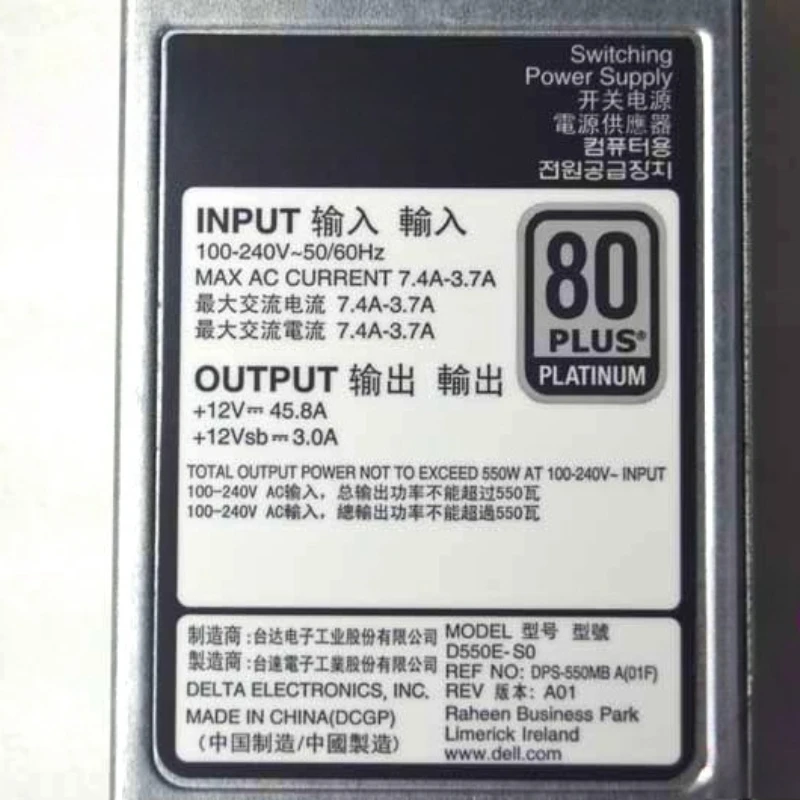 Switching
Power Supply
开关电源
電源供應器
컴퓨터용
전원공급장치
INPUT 输入 輸入
100-240V~50/60Hz
MAX AC CURRENT 7.4A-3.7A
最大交流电流 7.4A-3.7A
最大交流電流 7.4A-3.7A
80
PLUS®
PLATINUM
OUTPUT 输出 輸出
+12V⎓ 45.8A
+12Vsb⎓ 3.0A
TOTAL OUTPUT POWER NOT TO EXCEED 550W AT 100-240V~ INPUT
100-240V AC输入，总输出功率不能超过550瓦
100-240V AC輸入，總輸出功率不能超過550瓦
制造商:台达电子工业股份有限公司
製造商:台達電子工業股份有限公司
DELTA ELECTRONICS, INC.
MADE IN CHINA(DCGP)
(中国制造/中國製造)
MODEL 型号 型號
D550E-S0
REF NO: DPS-550MB A(01F)
REV 版本: A01
Raheen Business Park
Limerick Ireland
www.dell.com